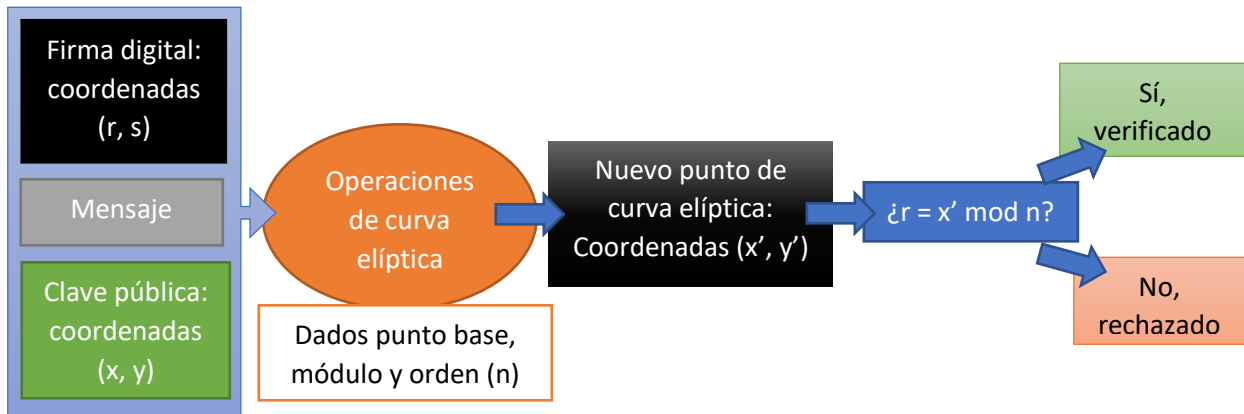 Firma digital:
coordenadas
(r, s)
Mensaje
Clave pública:
coordenadas
(x, y)
Operaciones
de curva
elíptica
Dados punto base,
módulo y orden (n)
Nuevo punto de
curva elíptica:
Coordenadas (x’, y’)
¿r = x’ mod n?
Sí,
verificado
No,
rechazado